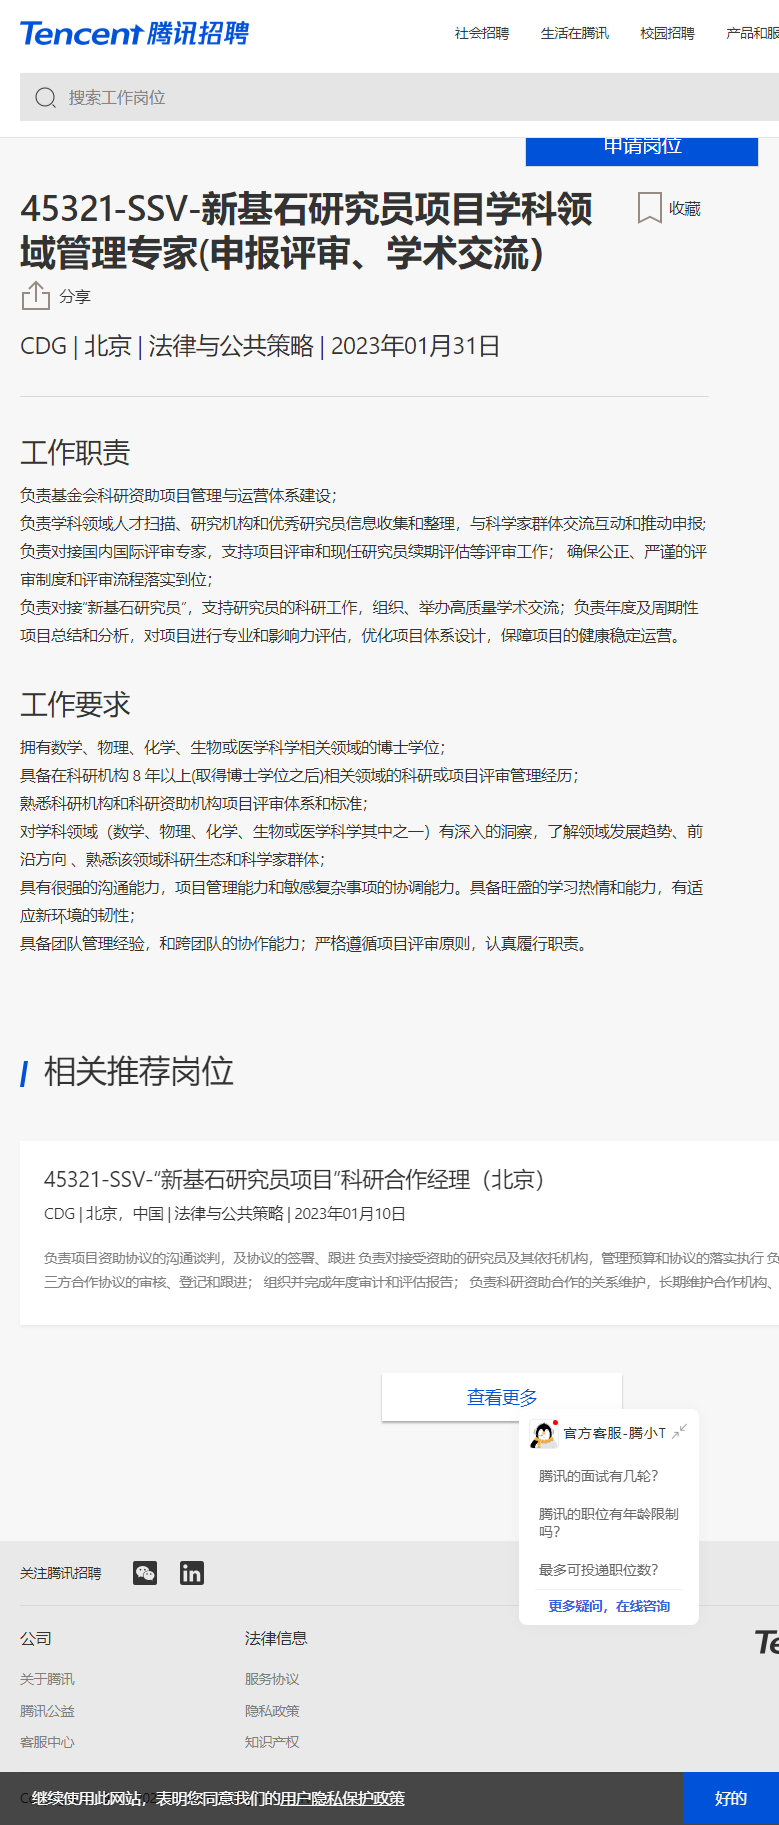 Tencent 腾讯招聘
社会招聘 生活在腾讯 校园招聘 产品和服
搜索工作岗位
申请岗位
45321-SSV-新基石研究员项目学科领
域管理专家(申报评审、学术交流）
收藏
分享
CDG | 北京 | 法律与公共策略 | 2023年01月31日
工作职责
负责基金会科研资助项目管理与运营体系建设；
负责学科领域人才扫描、研究机构和优秀研究员信息收集和整理，与科学家群体交流互动和推动申报;
负责对接国内国际评审专家，支持项目评审和现任研究员续期评估等评审工作； 确保公正、严谨的评
审制度和评审流程落实到位；
负责对接“新基石研究员”，支持研究员的科研工作，组织、举办高质量学术交流；负责年度及周期性
项目总结和分析，对项目进行专业和影响力评估，优化项目体系设计，保障项目的健康稳定运营。
工作要求
拥有数学、物理、化学、生物或医学科学相关领域的博士学位；
具备在科研机构 8 年以上(取得博士学位之后)相关领域的科研或项目评审管理经历；
熟悉科研机构和科研资助机构项目评审体系和标准；
对学科领域（数学、物理、化学、生物或医学科学其中之一）有深入的洞察，了解领域发展趋势、前
沿方向 、熟悉该领域科研生态和科学家群体；
具有很强的沟通能力，项目管理能力和敏感复杂事项的协调能力。具备旺盛的学习热情和能力，有适
应新环境的韧性；
具备团队管理经验，和跨团队的协作能力；严格遵循项目评审原则，认真履行职责。
相关推荐岗位
45321-SSV-“新基石研究员项目”科研合作经理（北京）
CDG | 北京，中国 | 法律与公共策略 | 2023年01月10日
负责项目资助协议的沟通谈判，及协议的签署、跟进 负责对接受资助的研究员及其依托机构，管理预算和协议的落实执行 负
三方合作协议的审核、登记和跟进； 组织并完成年度审计和评估报告； 负责科研资助合作的关系维护，长期维护合作机构、
查看更多
官方客服-腾小T
腾讯的面试有几轮？
腾讯的职位有年龄限制
吗？
最多可投递职位数？
更多疑问，在线咨询
关注腾讯招聘
公司 法律信息
Te
关于腾讯 服务协议
腾讯公益 隐私政策
客服中心 知识产权
继续使用此网站，表明您同意我们的用户隐私保护政策
好的